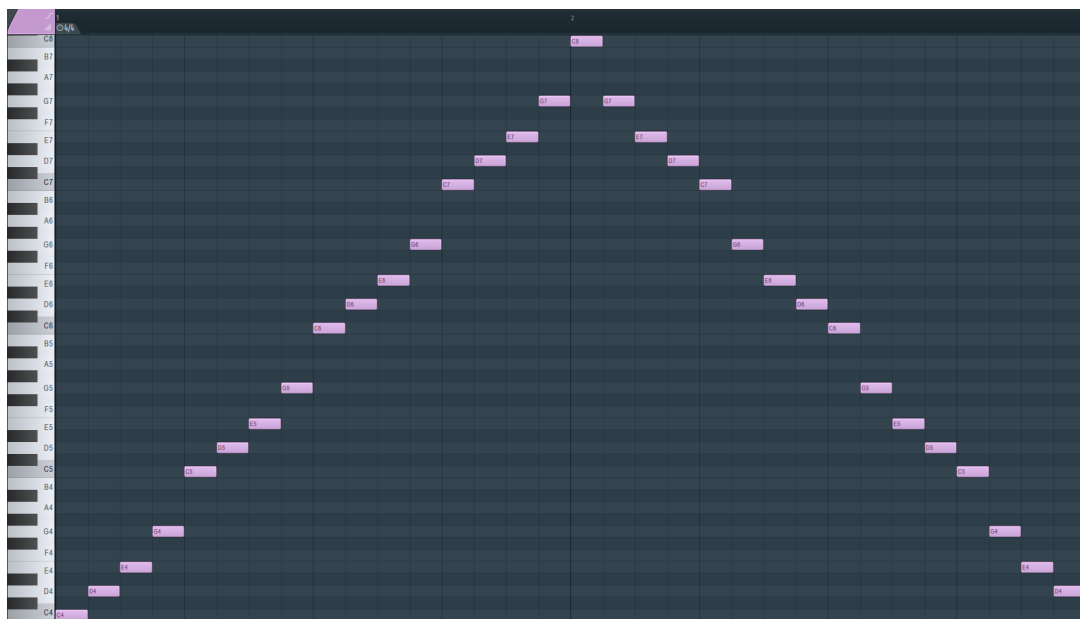 1 2
4/4
C8 C8
B7
A7
G7 G7 G7
F7
E7 E7 E7
D7 D7 D7
C7 C7 C7
B6
A6
G6 G6 G6
F6
E6 E6 E6
D6 D6 D6
C6 C6 C6
B5
A5
G5 G5 G5
F5
E5 E5 E5
D5 D5 D5
C5 C5 C5
B4
A4
G4 G4 G4
F4
E4 E4 E4
D4 D4 D4
C4 C4